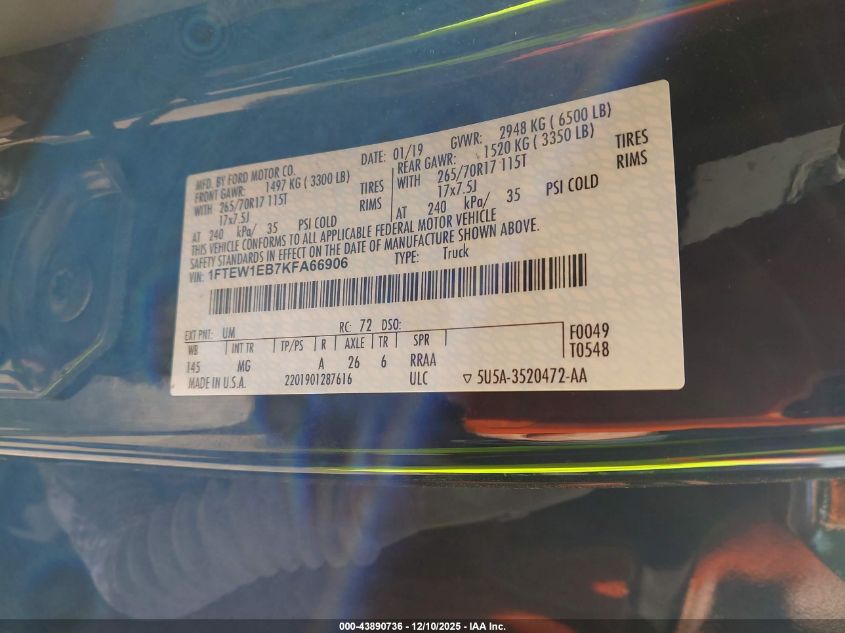 MFD. BY FORD MOTOR CO. DATE: 01/19 GVWR: 2948 KG ( 6500 LB)
FRONT GAWR: 1497 KG ( 3300 LB) REAR GAWR: 1520 KG ( 3350 LB)
WITH 265/70R17 115T TIRES WITH 265/70R17 115T TIRES
17x7.5J RIMS 17x7.5J RIMS
AT 240 kPa/ 35 PSI COLD AT 240 kPa/ 35 PSI COLD
THIS VEHICLE CONFORMS TO ALL APPLICABLE FEDERAL MOTOR VEHICLE
SAFETY STANDARDS IN EFFECT ON THE DATE OF MANUFACTURE SHOWN ABOVE.
VIN: 1FTEW1EB7KFA66906 TYPE: Truck
EXT PNT: UM RC: 72 DSO: F0049
WB INT TR TP/PS R AXLE TR SPR T0548
145 MG A 26 6 RRAA
MADE IN U.S.A. 2201901287616 ULC ▽ 5U5A-3520472-AA
000-43890736 - 12/10/2025 - IAA Inc.